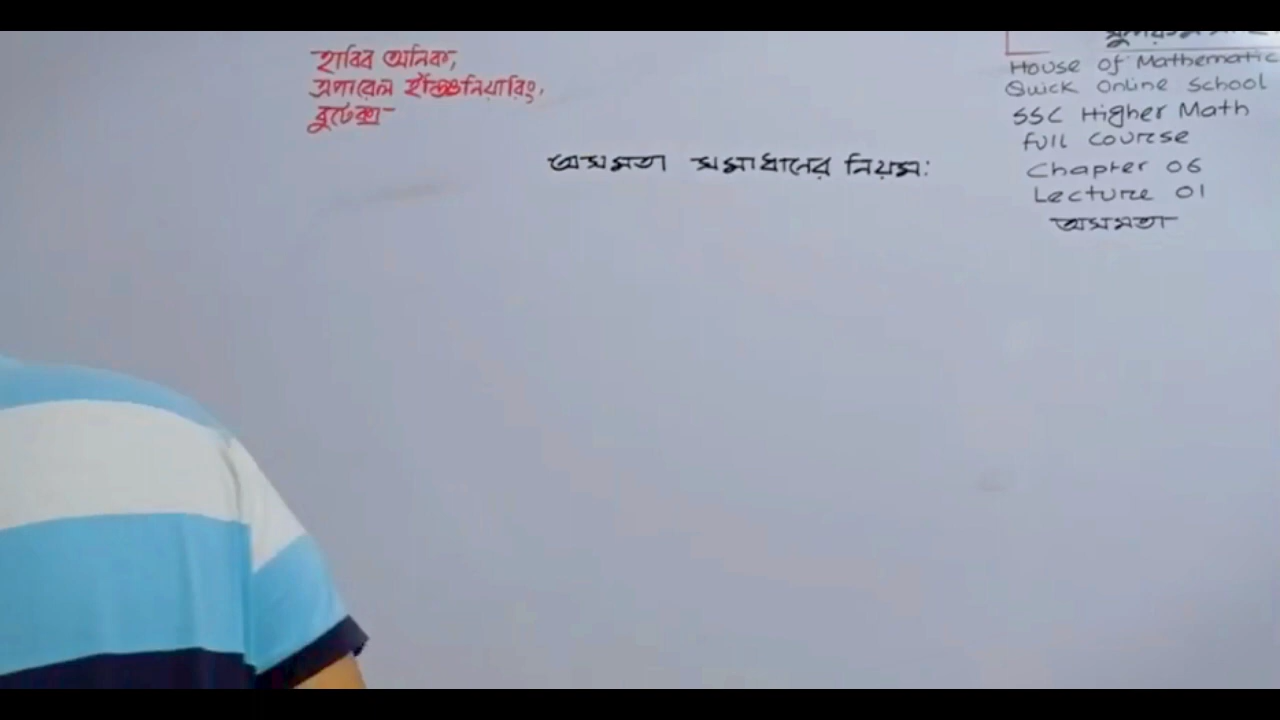 হাবিব অনিক,
এপারেল ইঞ্জিনিয়ারিং,
বুটেক্স
অসমতা সমাধানের নিয়ম:
House of Mathematic
Quick Online School
SSC Higher Math
Full Course
Chapter 06
Lecture 01
অসমতা